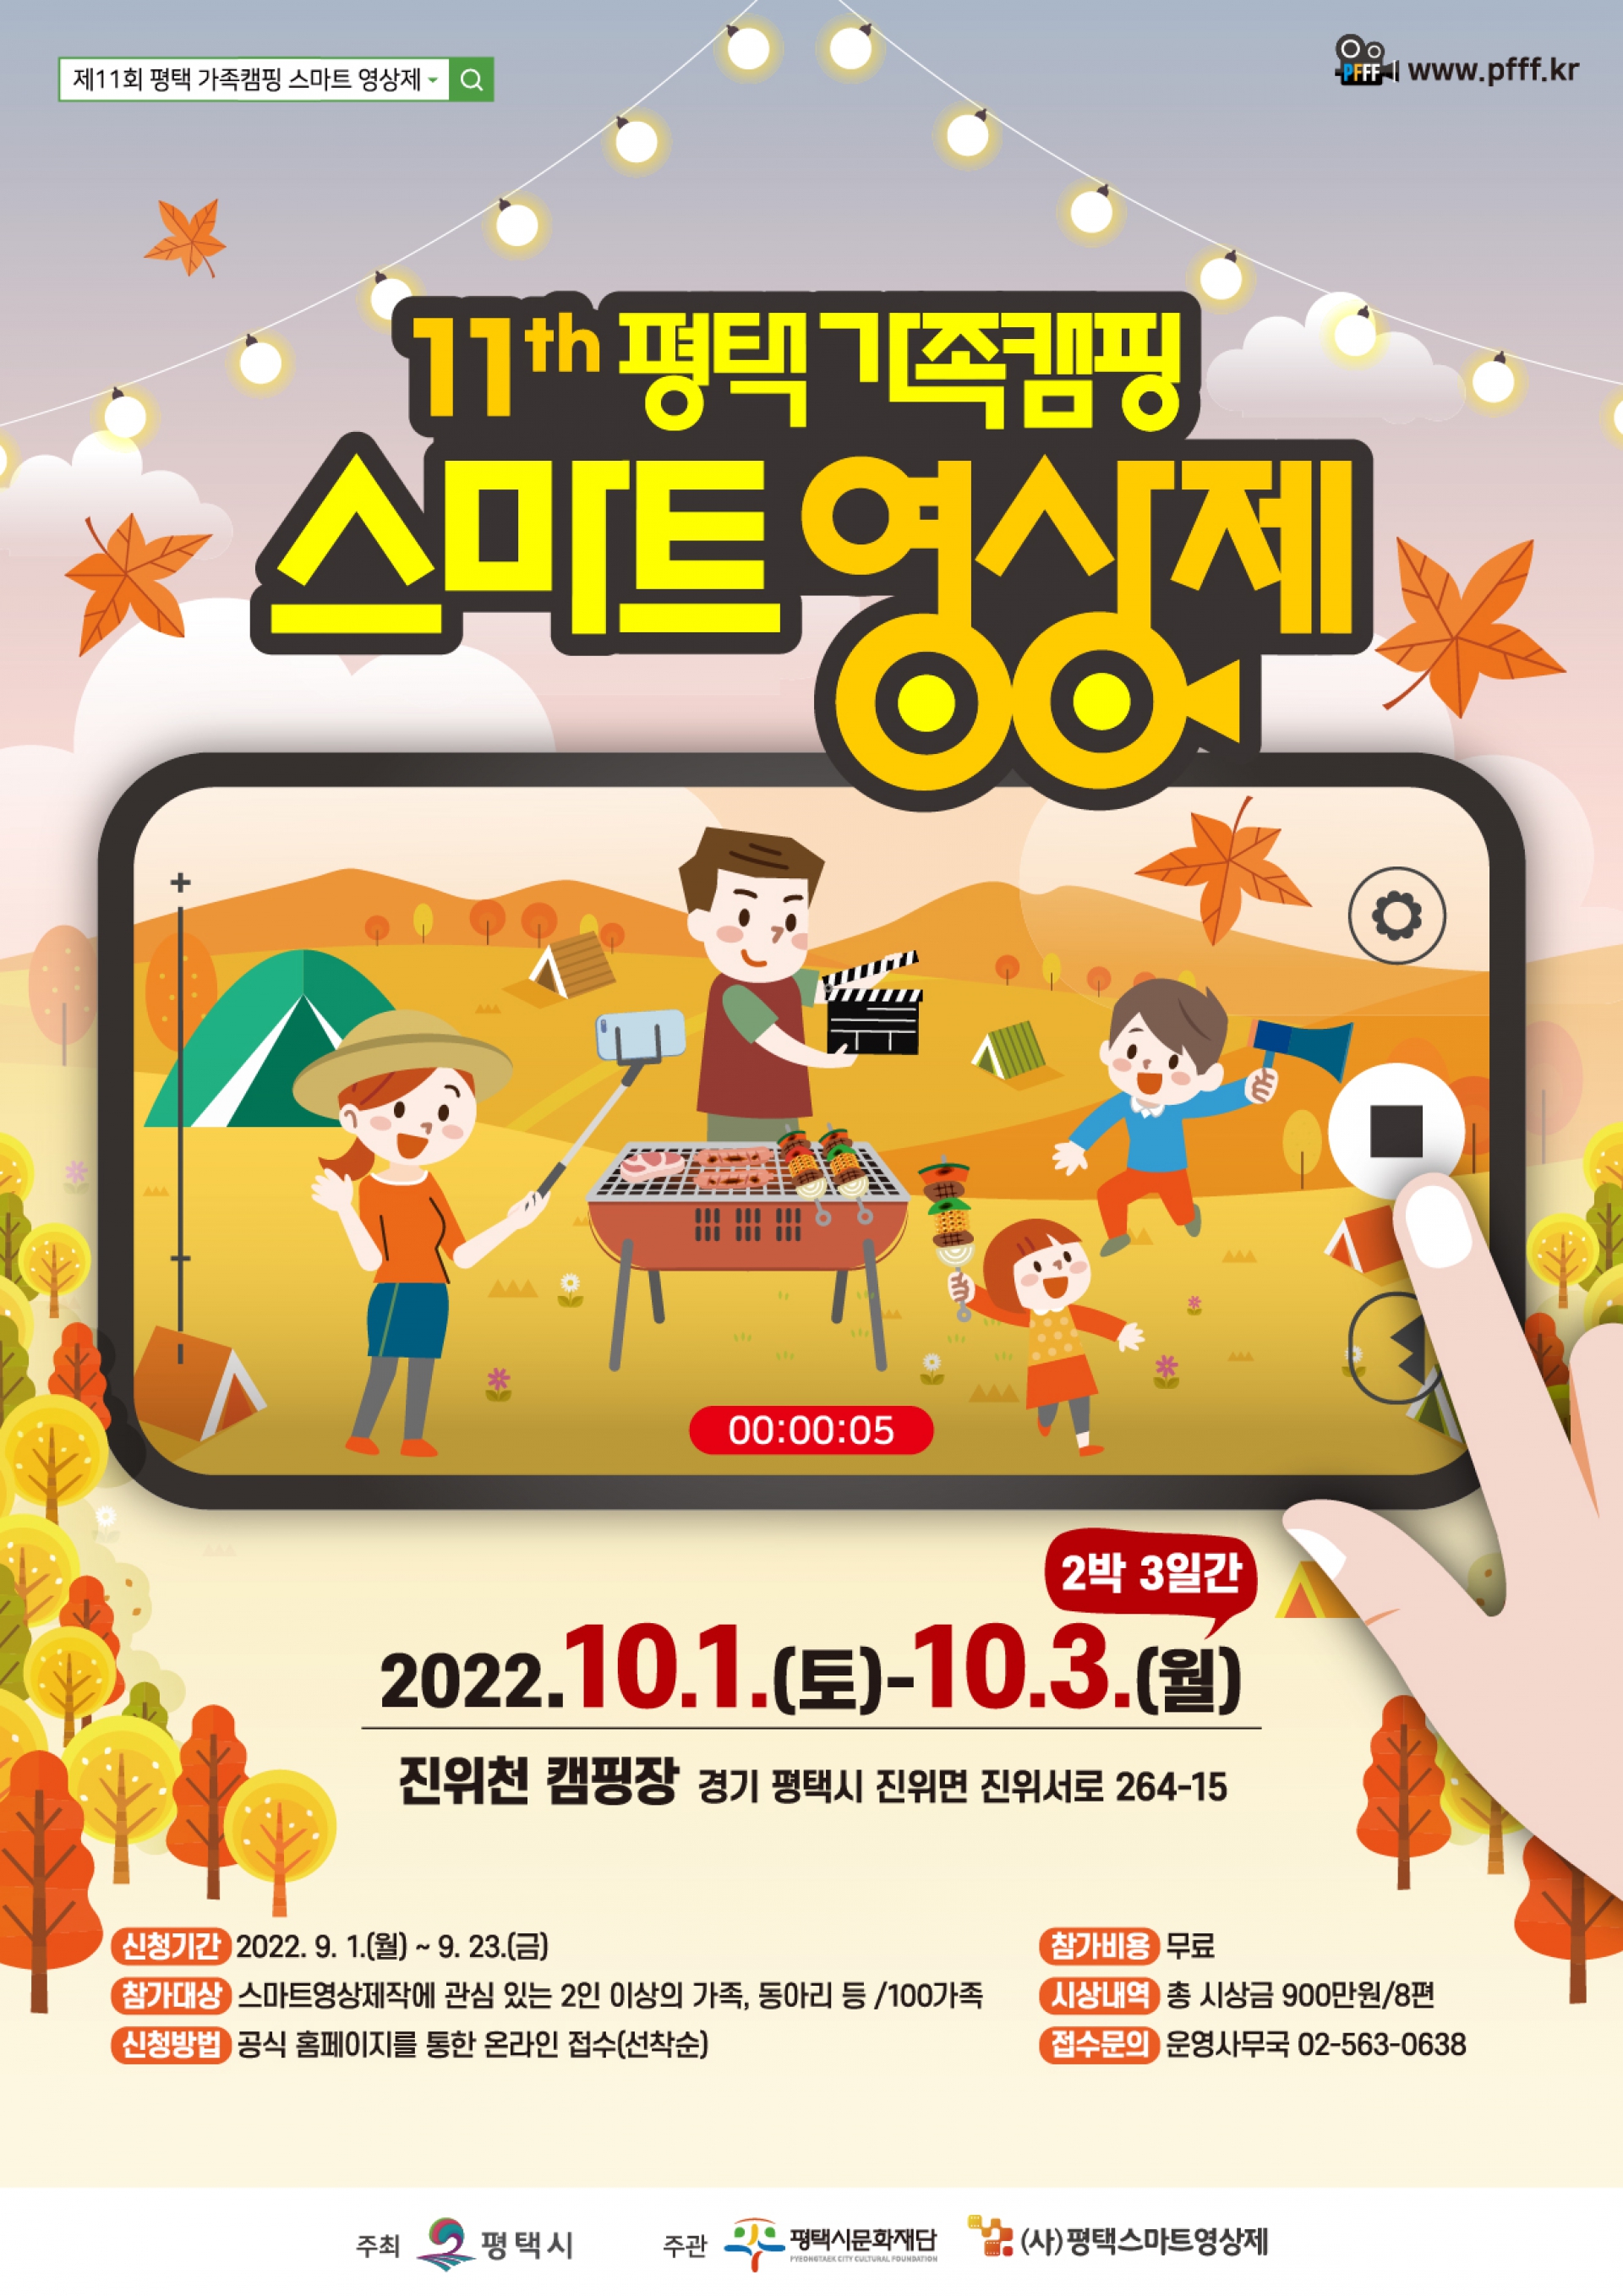 제11회 평택 가족캠핑 스마트 영상제
PFFF www.pfff.kr
11th 평택 가족캠핑
스마트 영상제
00:00:05
2박 3일간
2022.10.1.(토)-10.3.(월)
진위천 캠핑장 경기 평택시 진위면 진위서로 264-15
신청기간 2022. 9. 1.(월) ~ 9. 23.(금)
참가대상 스마트영상제작에 관심 있는 2인 이상의 가족, 동아리 등 /100가족
신청방법 공식 홈페이지를 통한 온라인 접수(선착순)
참가비용 무료
시상내역 총 시상금 900만원/8편
접수문의 운영사무국 02-563-0638
주최 평택시 주관 평택시문화재단 (사)평택스마트영상제
PYEONGTAEK CITY CULTURAL FOUNDATION